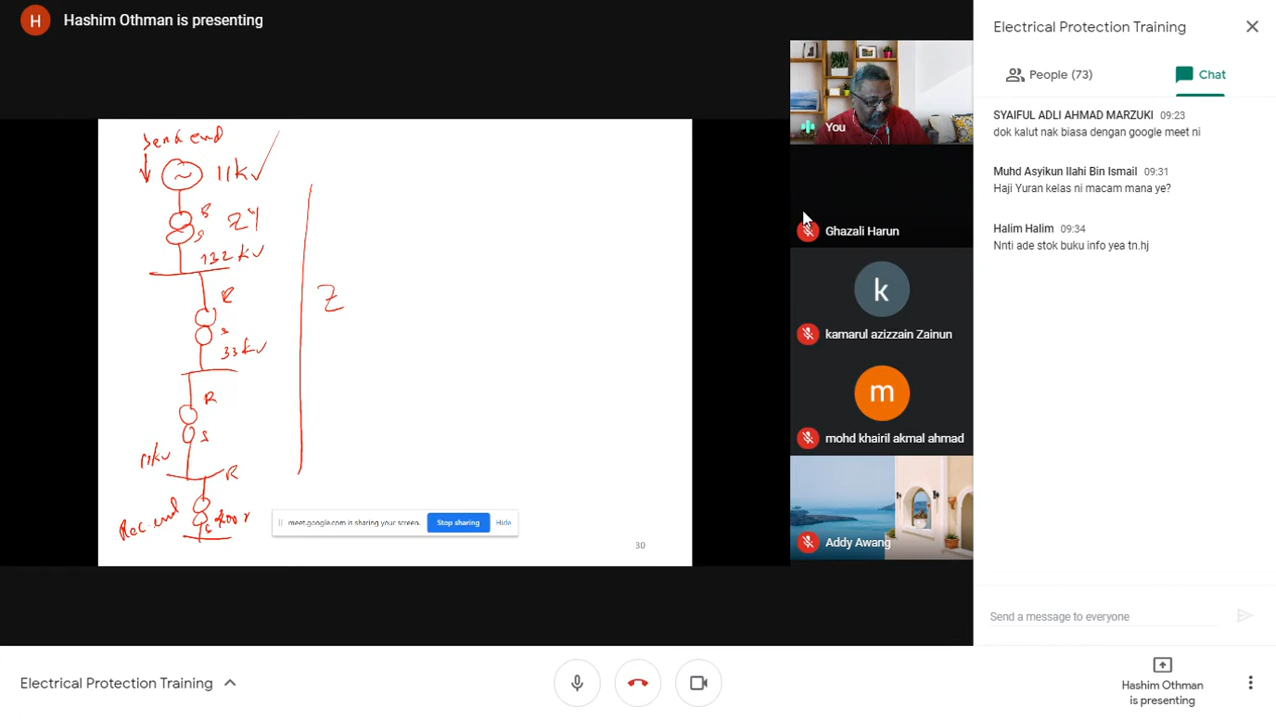 H Hashim Othman is presenting
Send end
11kV
132 kV
R
S
33kV
R
S
11kV
R
Rec. end
Z
meet.google.com is sharing your screen.
Stop sharing
Hide
30
You
Ghazali Harun
k
kamarul azizzain Zainun
m
mohd khairil akmal ahmad
Addy Awang
Electrical Protection Training
People (73)
Chat
SYAIFUL ADLI AHMAD MARZUKI 09:23
dok kalut nak biasa dengan google meet ni
Muhd Asyikun Ilahi Bin Ismail 09:31
Haji Yuran kelas ni macam mana ye?
Halim Halim 09:34
Nnti ade stok buku info yea tn.hj
Send a message to everyone
Electrical Protection Training
Hashim Othman
is presenting